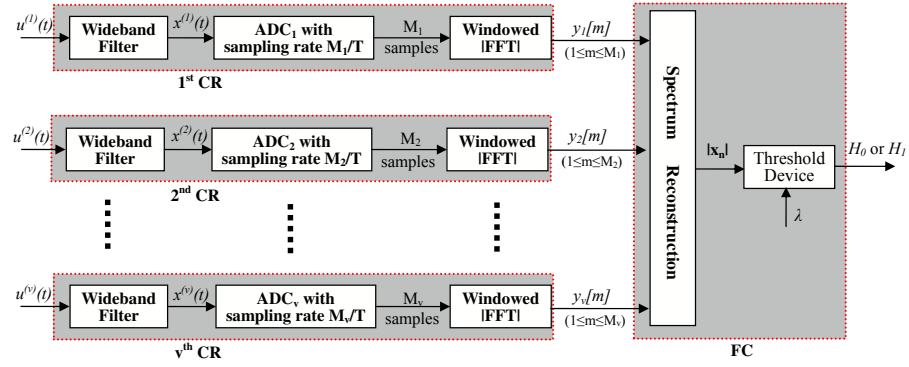 u^(1)(t)
Wideband
Filter
x^(1)(t)
ADC₁ with
sampling rate M₁/T
M₁
samples
Windowed
|FFT|
y₁[m]
(1≤m≤M₁)
1st CR
u^(2)(t)
Wideband
Filter
x^(2)(t)
ADC₂ with
sampling rate M₂/T
M₂
samples
Windowed
|FFT|
y₂[m]
(1≤m≤M₂)
2nd CR
u^(v)(t)
Wideband
Filter
x^(v)(t)
ADCᵥ with
sampling rate Mᵥ/T
Mᵥ
samples
Windowed
|FFT|
yᵥ[m]
(1≤m≤Mᵥ)
vth CR
Spectrum Reconstruction
|xₙ|
Threshold
Device
H₀ or H₁
λ
FC